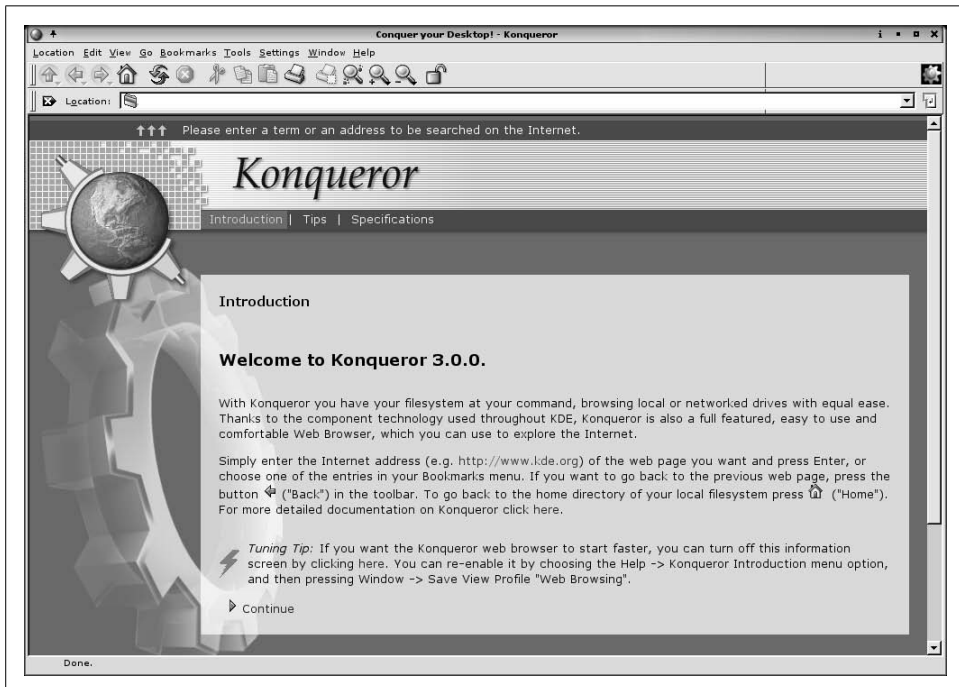 Conquer your Desktop! - Konqueror
Location Edit View Go Bookmarks Tools Settings Window Help
Location:
Please enter a term or an address to be searched on the Internet.
Konqueror
Introduction | Tips | Specifications
Introduction
Welcome to Konqueror 3.0.0.
With Konqueror you have your filesystem at your command, browsing local or networked drives with equal ease.
Thanks to the component technology used throughout KDE, Konqueror is also a full featured, easy to use and
comfortable Web Browser, which you can use to explore the Internet.
Simply enter the Internet address (e.g. http://www.kde.org) of the web page you want and press Enter, or
choose one of the entries in your Bookmarks menu. If you want to go back to the previous web page, press the
button ("Back") in the toolbar. To go back to the home directory of your local filesystem press ("Home").
For more detailed documentation on Konqueror click here.
Tuning Tip: If you want the Konqueror web browser to start faster, you can turn off this information
screen by clicking here. You can re-enable it by choosing the Help -> Konqueror Introduction menu option,
and then pressing Window -> Save View Profile "Web Browsing".
Continue
Done.